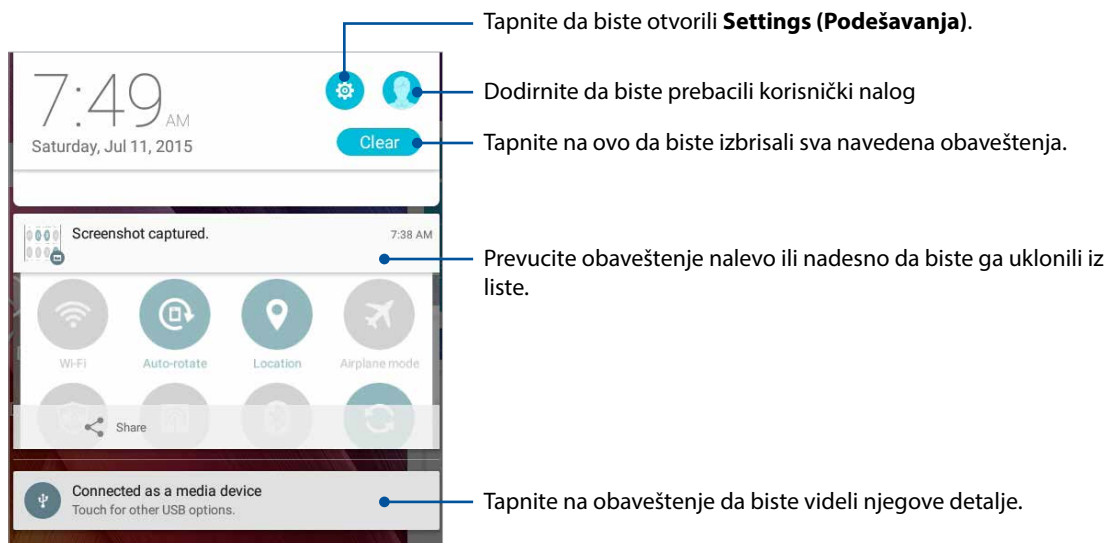 Tapnite da biste otvorili Settings (Podešavanja).
7:49 AM
Saturday, Jul 11, 2015
Dodirnite da biste prebacili korisnički nalog
Clear
Tapnite na ovo da biste izbrisali sva navedena obaveštenja.
Screenshot captured.
7:38 AM
Prevucite obaveštenje nalevo ili nadesno da biste ga uklonili iz
liste.
Wi-Fi
Auto-rotate
Location
Airplane mode
Share
Connected as a media device
Touch for other USB options.
Tapnite na obaveštenje da biste videli njegove detalje.